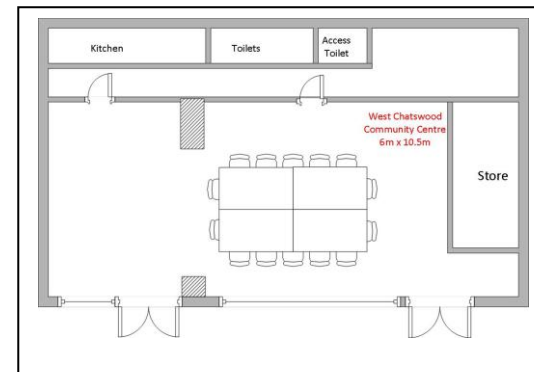 Kitchen
Toilets
Access
Toilet
West Chatswood
Community Centre
6m x 10.5m
Store